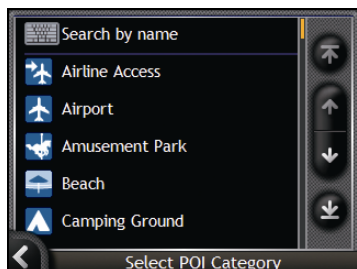 Search by name
Airline Access
Airport
Amusement Park
Beach
Camping Ground
Select POI Category